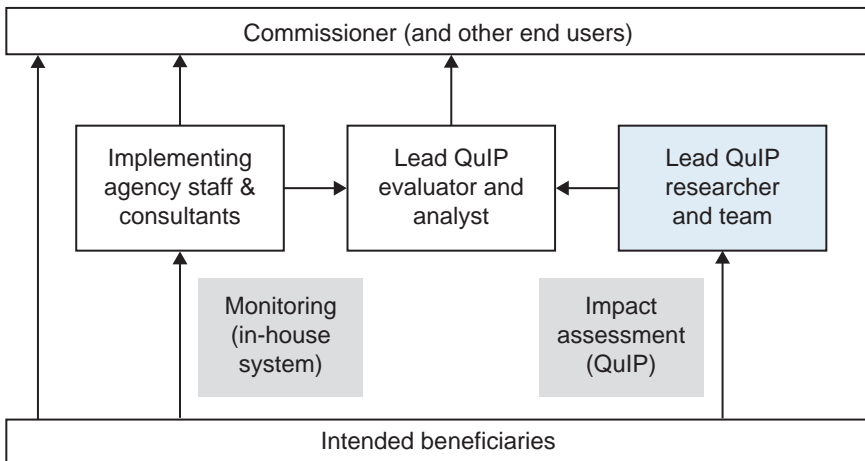 Commissioner (and other end users)
Implementing
agency staff &
consultants
Lead QuIP
evaluator and
analyst
Lead QuIP
researcher
and team
Monitoring
(in-house
system)
Impact
assessment
(QuIP)
Intended beneficiaries